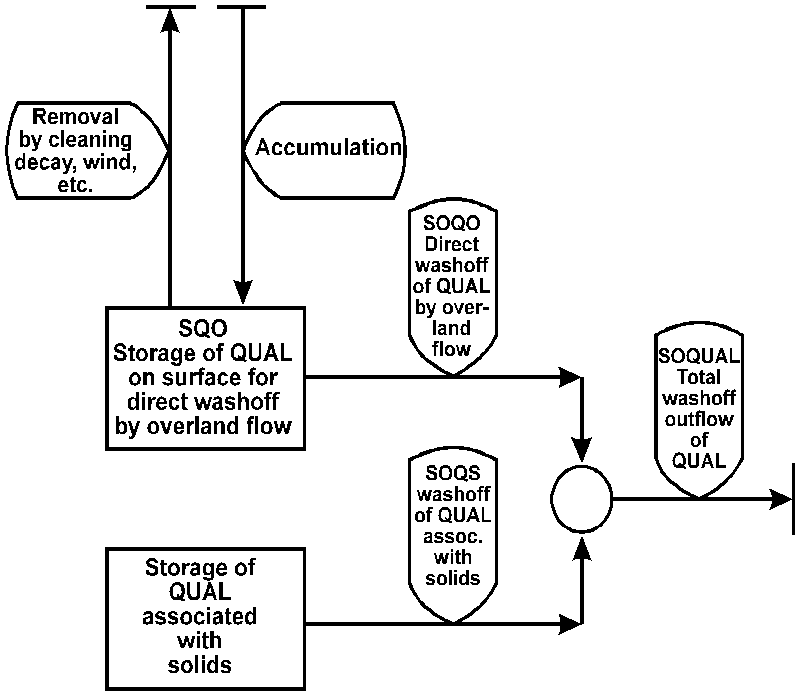 Removal
by cleaning
decay, wind,
etc.
Accumulation
SOQO
Direct
washoff
of QUAL
by over-
land
flow
SQO
Storage of QUAL
on surface for
direct washoff
by overland flow
SOQUAL
Total
washoff
outflow
of
QUAL
SOQS
washoff
of QUAL
assoc.
with
solids
Storage of
QUAL
associated
with
solids